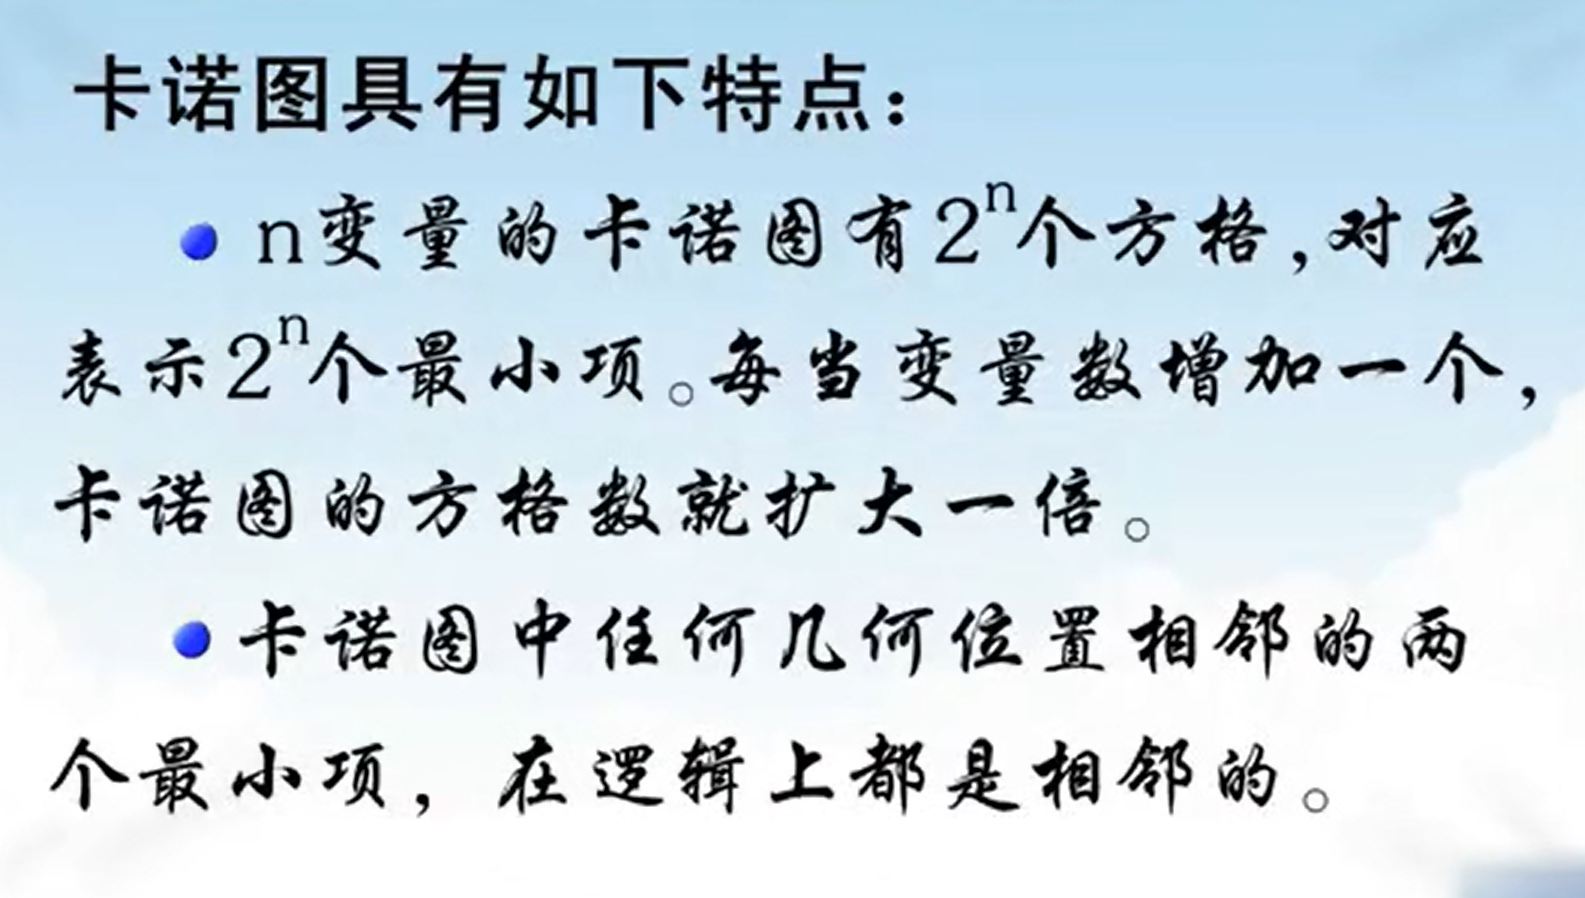 卡诺图具有如下特点：
n变量的卡诺图有2ⁿ个方格,对应
表示2ⁿ个最小项。每当变量数增加一个,
卡诺图的方格数就扩大一倍。
卡诺图中任何几何位置相邻的两
个最小项，在逻辑上都是相邻的。